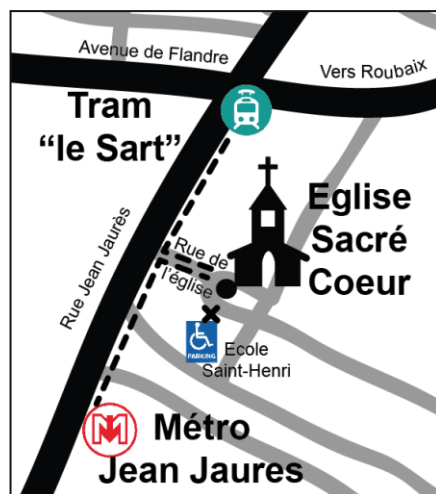 Avenue de Flandre
Vers Roubaix
Tram
“le Sart”
Eglise
Sacré
Coeur
Rue de
l'église
Rue Jean Jaurès
PARKING
Ecole
Saint-Henri
M
Métro
Jean Jaures